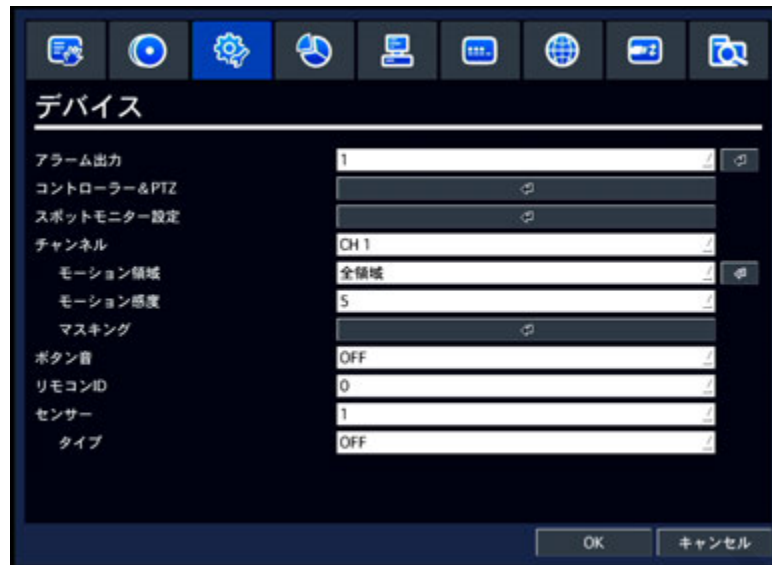 デバイス
アラーム出力 1
コントローラー&PTZ
スポットモニター設定
チャンネル CH 1
モーション領域 全領域
モーション感度 5
マスキング
ボタン音 OFF
リモコンID 0
センサー 1
タイプ OFF
OK キャンセル